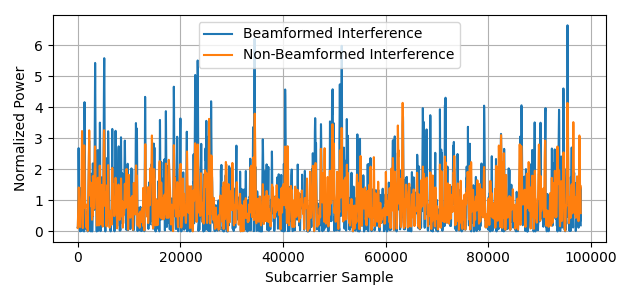 Beamformed Interference
Non-Beamformed Interference
Normalized Power
6
5
4
3
2
1
0
0 20000 40000 60000 80000 100000
Subcarrier Sample